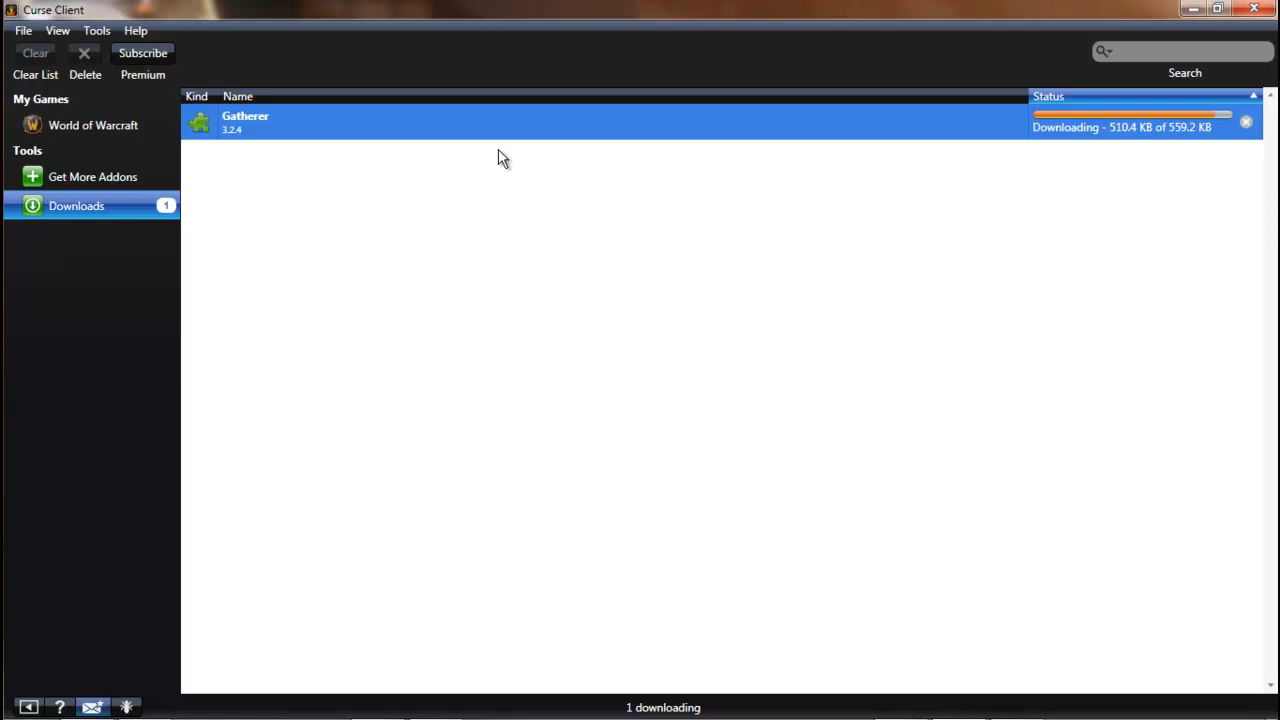 Curse Client
File View Tools Help
Clear Subscribe
Clear List Delete Premium
Search
My Games
World of Warcraft
Tools
Get More Addons
Downloads 1
Kind Name Status
Gatherer
3.2.4
Downloading - 510.4 KB of 559.2 KB
1 downloading